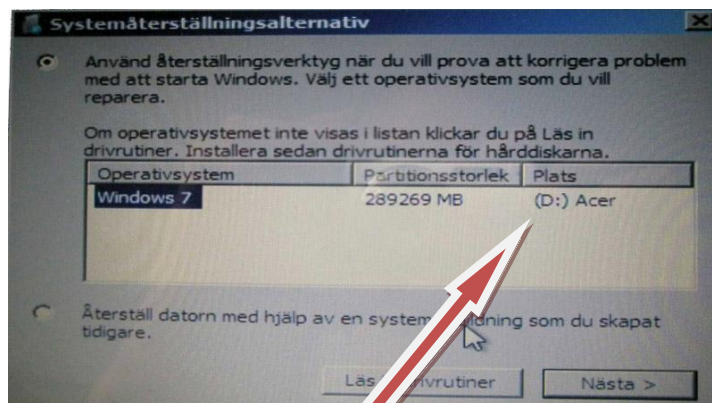 Systemåterställningsalternativ
Använd återställningsverktyg när du vill prova att korrigera problem
med att starta Windows. Välj ett operativsystem som du vill
reparera.
Om operativsystemet inte visas i listan klickar du på Läs in
drivrutiner. Installera sedan drivrutinerna för hårddiskarna.
Operativsystem Partitionsstorlek Plats
Windows 7 289269 MB (D:) Acer
Återställ datorn med hjälp av en system ldning som du skapat
tidigare.
Läs drivrutiner Nästa >